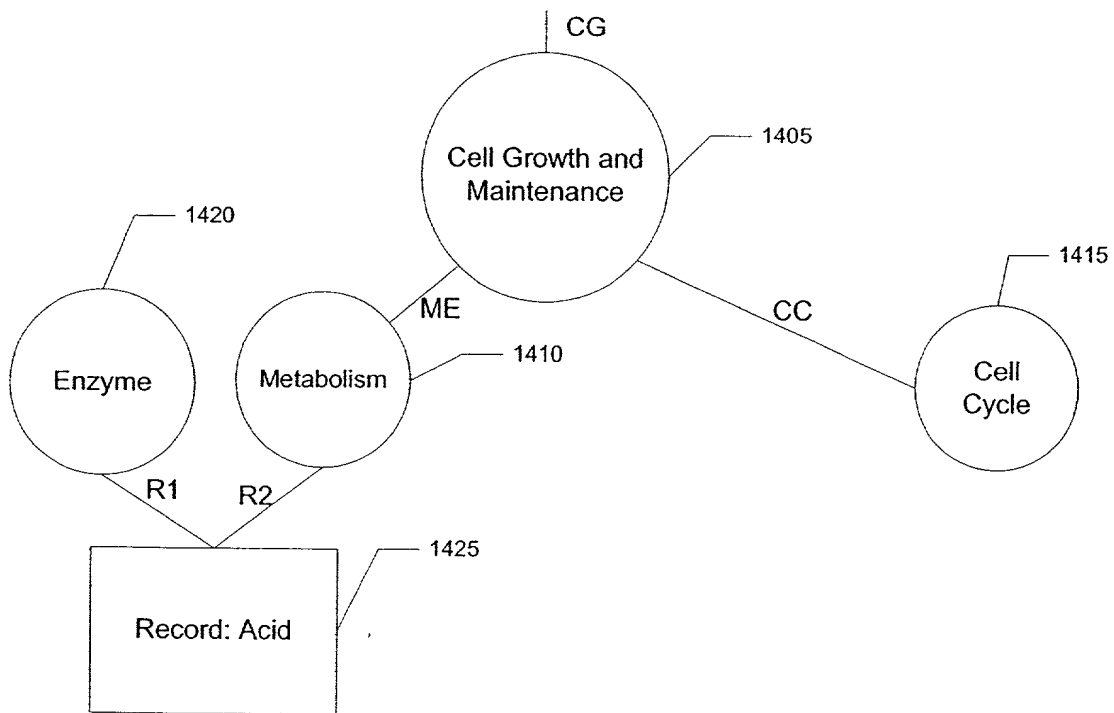 CG
1405
Cell Growth and
Maintenance
1420
1415
ME
CC
1410
Enzyme
Metabolism
Cell
Cycle
R1
R2
1425
Record: Acid